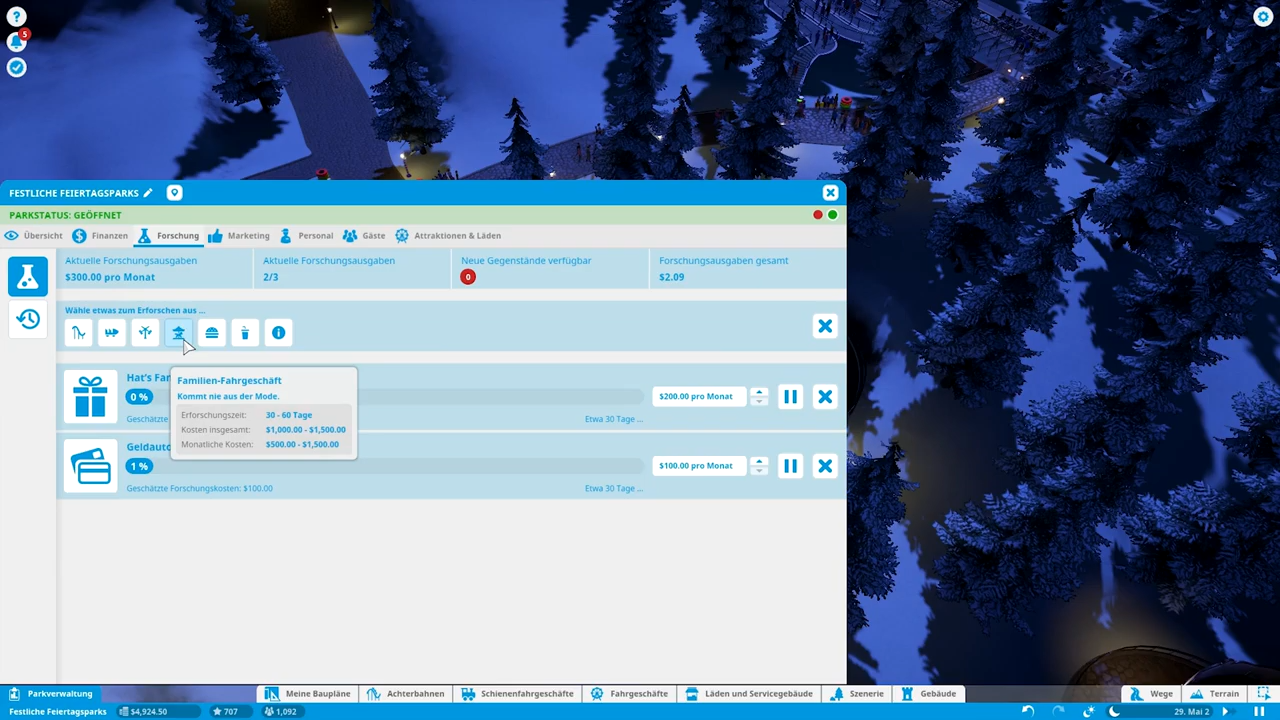 ?
5
FESTLICHE FEIERTAGSPARKS
PARKSTATUS: GEÖFFNET
Übersicht
Finanzen
Forschung
Marketing
Personal
Gäste
Attraktionen & Läden
Aktuelle Forschungsausgaben
$300.00 pro Monat
Aktuelle Forschungsausgaben
2/3
Neue Gegenstände verfügbar
0
Forschungsausgaben gesamt
$2.09
Wähle etwas zum Erforschen aus ...
Familien-Fahrgeschäft
Kommt nie aus der Mode.
Erforschungszeit: 30 - 60 Tage
Kosten insgesamt: $1,000.00 - $1,500.00
Monatliche Kosten: $500.00 - $1,500.00
Hat's Fam
0 %
Geschätzte
$200.00 pro Monat
Etwa 30 Tage ...
Geldauto
1 %
$100.00 pro Monat
Geschätzte Forschungskosten: $100.00
Etwa 30 Tage ...
Parkverwaltung
Meine Baupläne
Achterbahnen
Schienenfahrgeschäfte
Fahrgeschäfte
Läden und Servicegebäude
Szenerie
Gebäude
Wege
Terrain
Festliche Feiertagsparks
$4,924.50
707
1,092
29. Mai 2